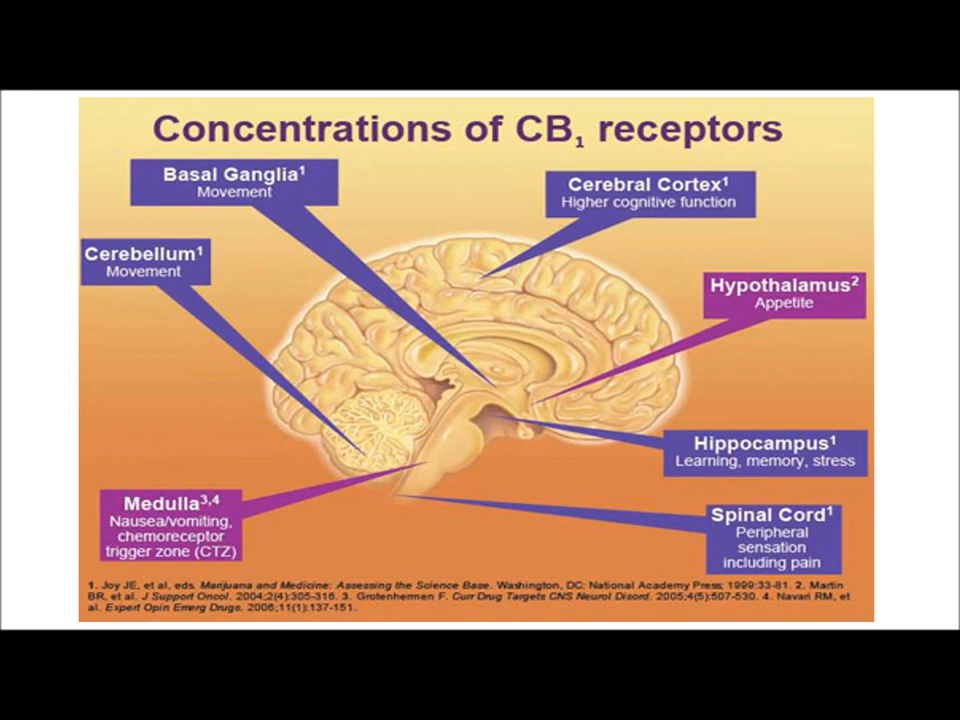 Concentrations of CB₁ receptors
Basal Ganglia¹
Movement
Cerebral Cortex¹
Higher cognitive function
Cerebellum¹
Movement
Hypothalamus²
Appetite
Hippocampus¹
Learning, memory, stress
Medulla³,⁴
Nausea/vomiting,
chemoreceptor
trigger zone (CTZ)
Spinal Cord¹
Peripheral
sensation
including pain
1. Joy JE, et al, eds. Marijuana and Medicine: Assessing the Science Base. Washington, DC: National Academy Press; 1999:33-81. 2. Martin
BR, et al. J Support Oncol. 2004;2(4):305-316. 3. Grotenhermen F. Curr Drug Targets CNS Neurol Disord. 2005;4(5):507-530. 4. Navari RM, et
al. Expert Opin Emerg Drugs. 2006;11(1):137-151.